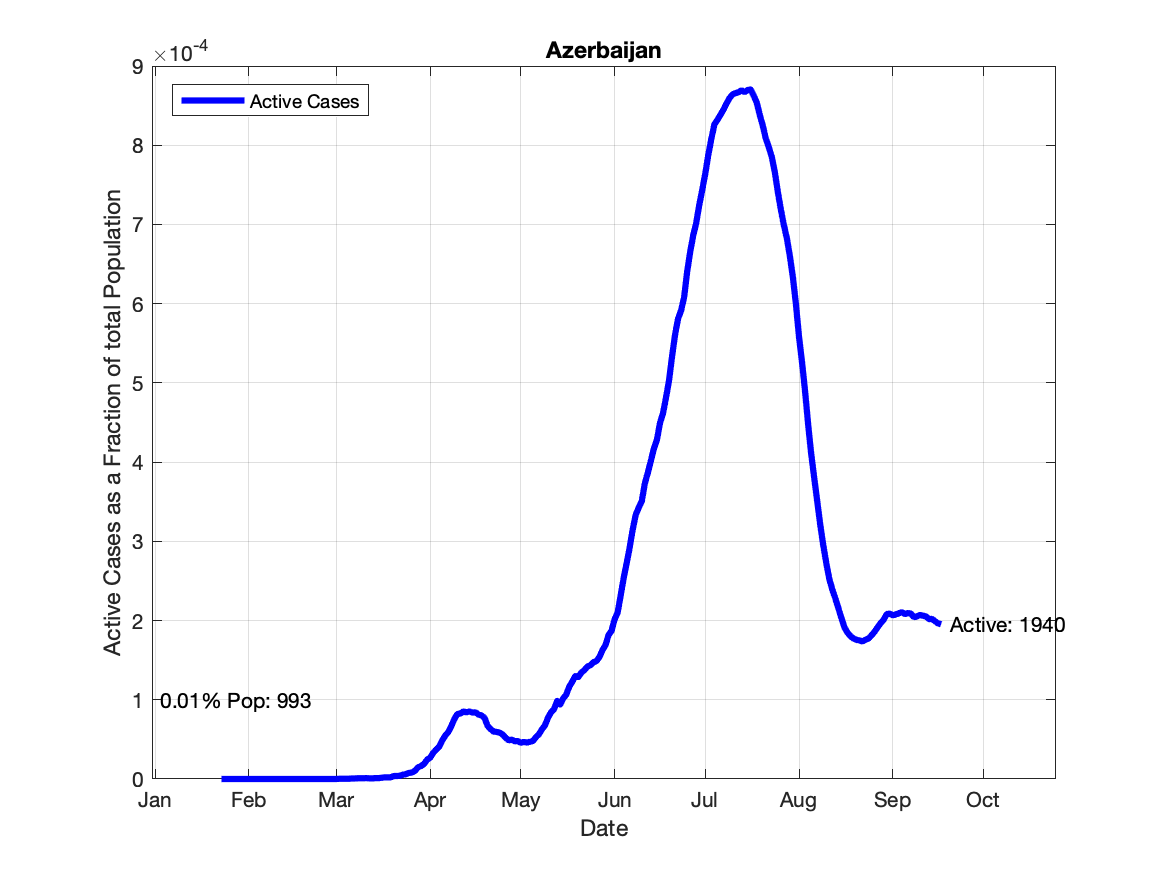 Azerbaijan
×10-4
Active Cases
Active Cases as a Fraction of total Population
9
8
7
6
5
4
3
2
1
0
0.01% Pop: 993
Active: 1940
Jan Feb Mar Apr May Jun Jul Aug Sep Oct
Date